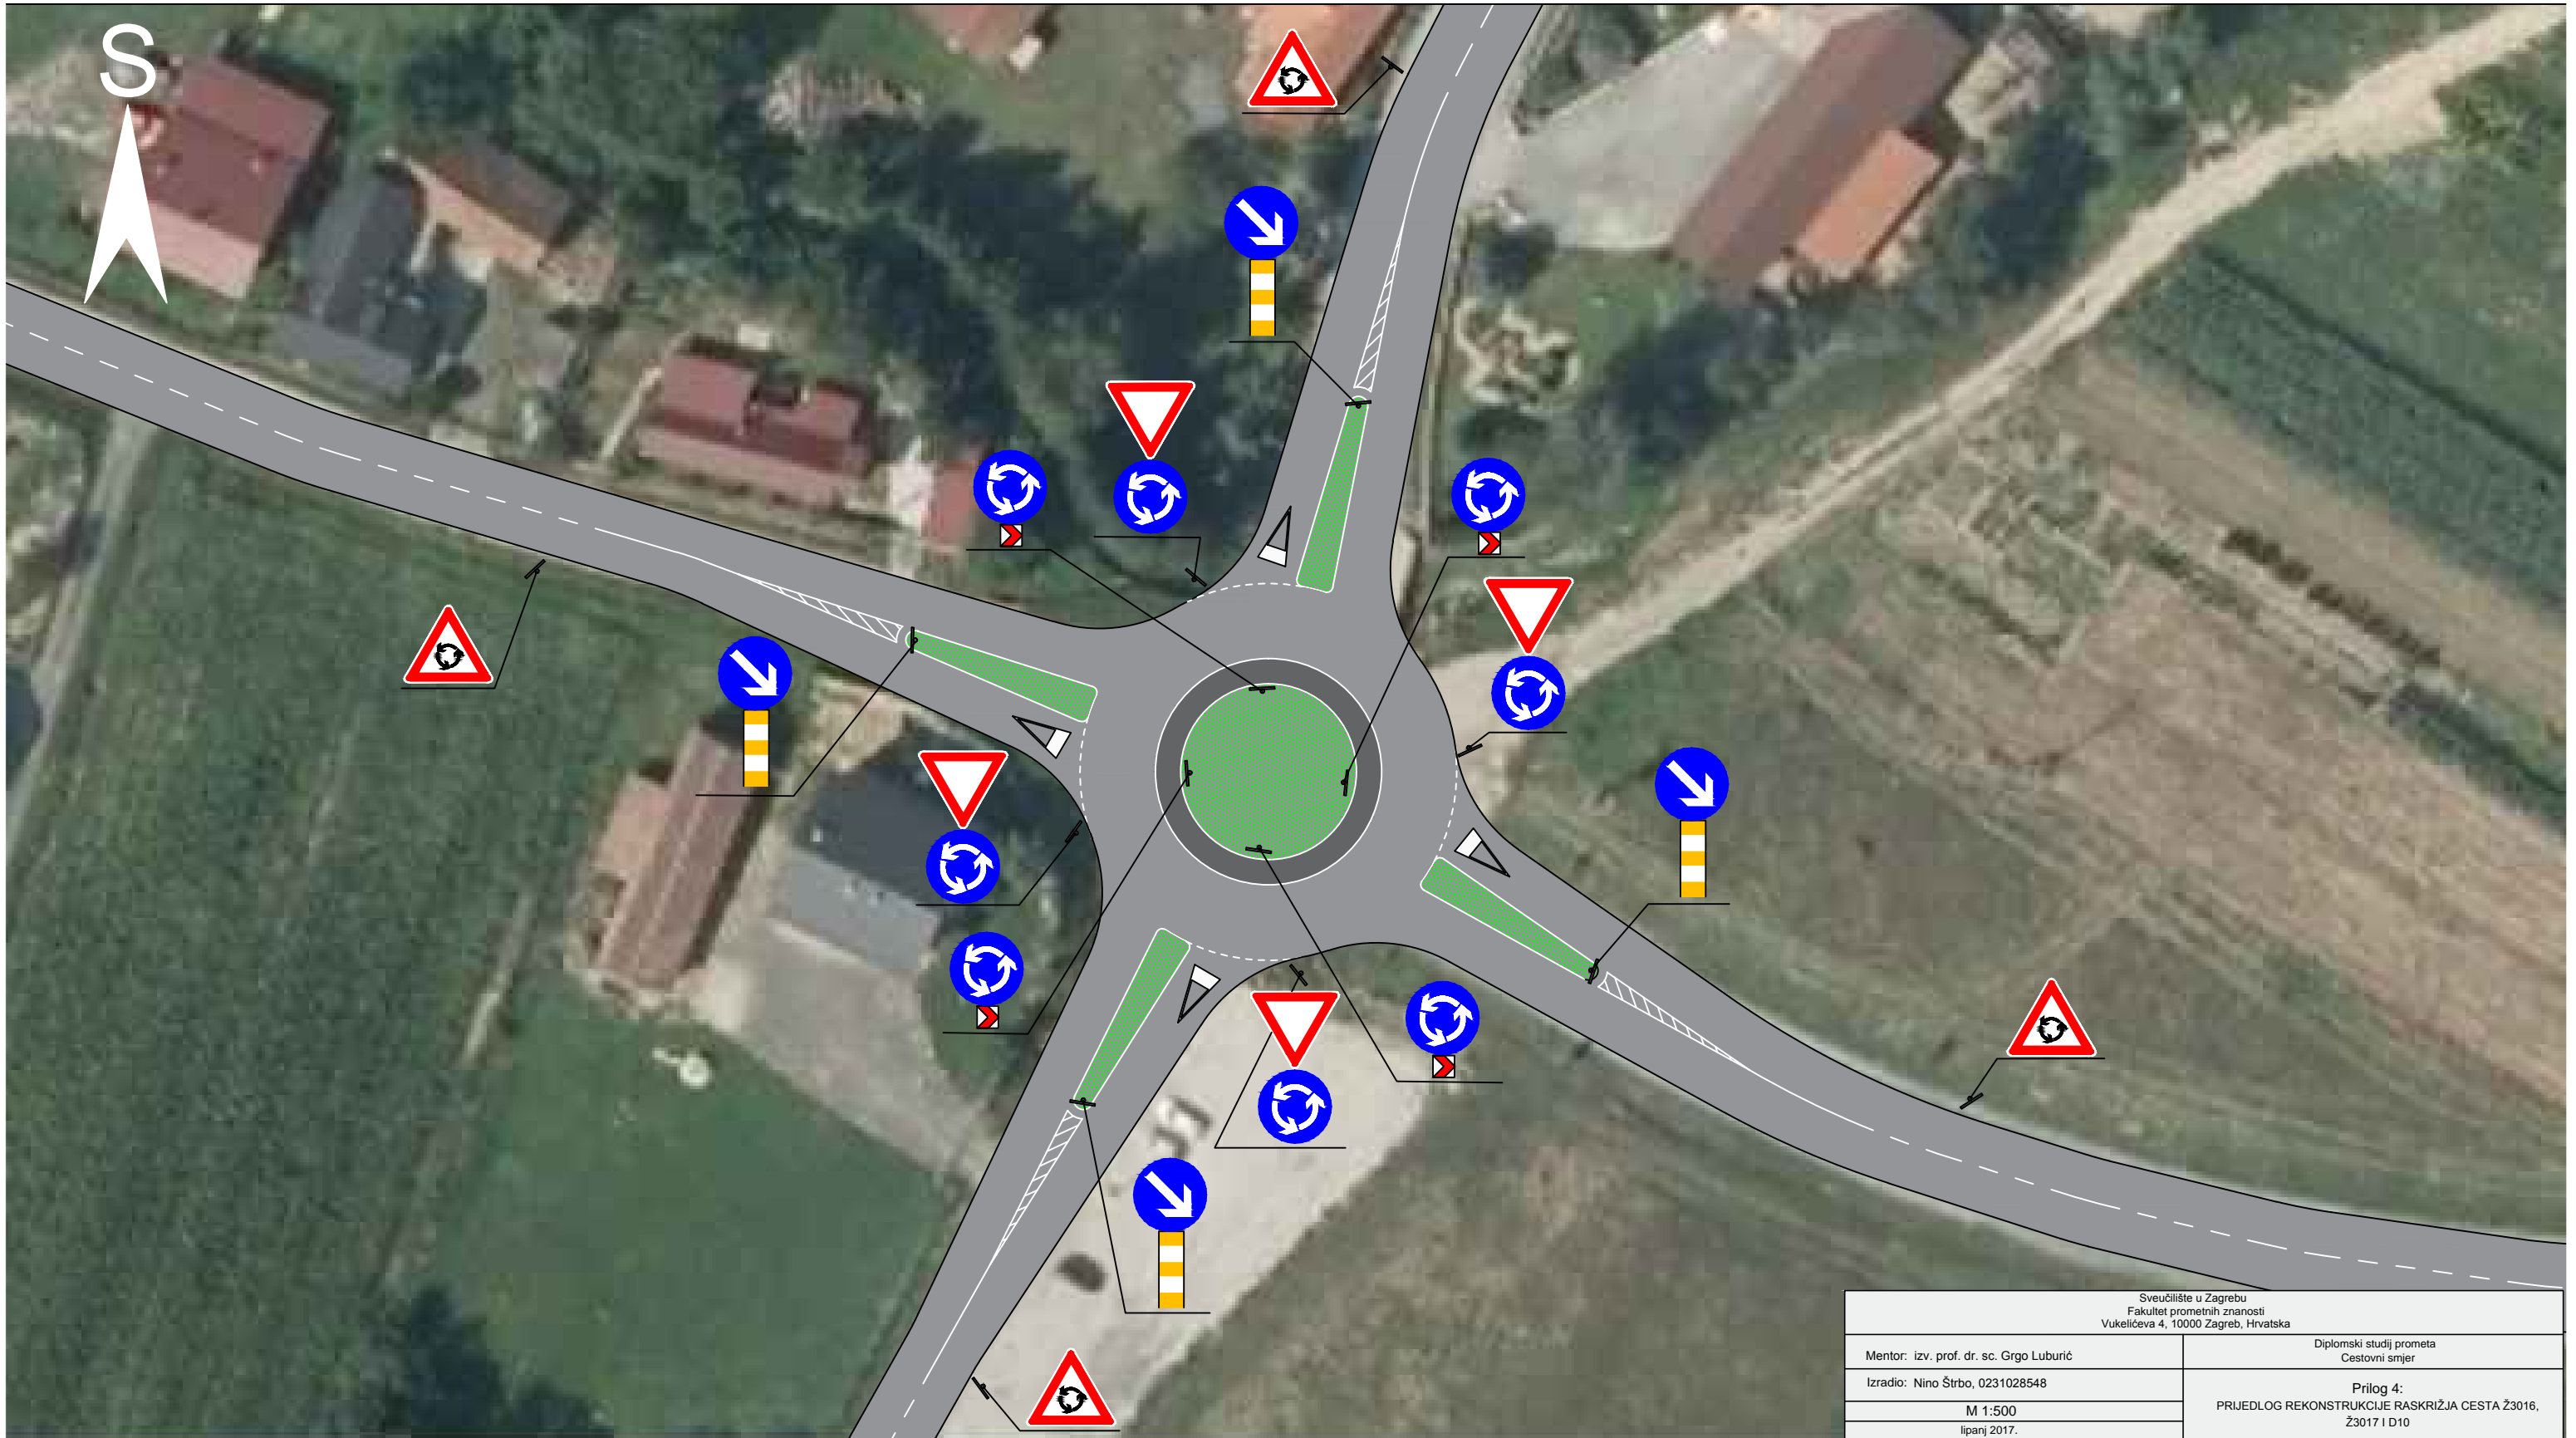 S
Sveučilište u Zagrebu
Fakultet prometnih znanosti
Vukelićeva 4, 10000 Zagreb, Hrvatska
Mentor: izv. prof. dr. sc. Grgo Luburić
Diplomski studij prometa
Cestovni smjer
Izradio: Nino Štrbo, 0231028548
M 1:500
lipanj 2017.
Prilog 4:
PRIJEDLOG REKONSTRUKCIJE RASKRIŽJA CESTA Ž3016,
Ž3017 I D10